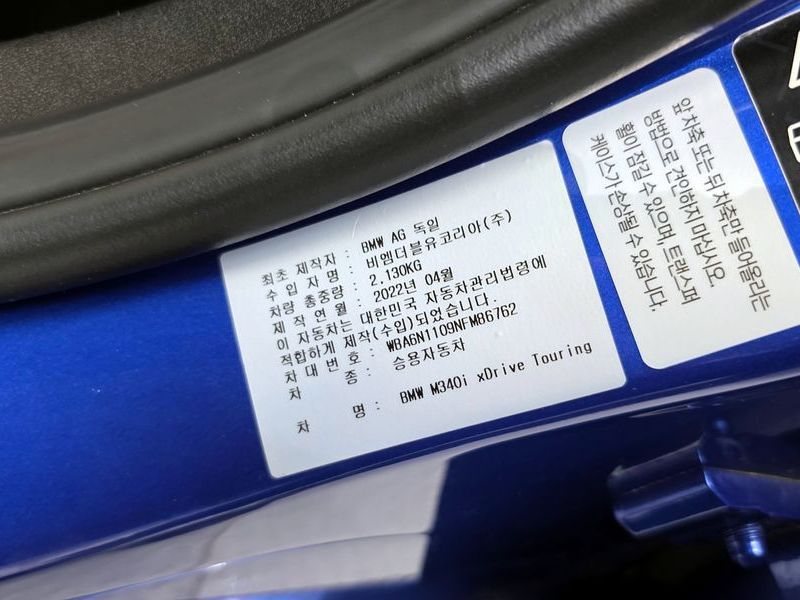 최초 제작자 : BMW AG 독일
수 입 자 명 : 비엠더블유코리아(주)
차량 총중량 : 2,130KG
제 작 연 월 : 2022년 04월
이 자동차는 대한민국 자동차관리법령에
적합하게 제작(수입)되었습니다.
차 대 번 호 : WBA6N1109NFM86762
차 종 : 승용자동차
차 명 : BMW M340i xDrive Touring
앞 차축 또는 뒤 차축만 들어올리는
방법으로 견인하지 마십시오.
휠이 잠길 수 있으며, 트랜스퍼
케이스가 손상될 수 있습니다.